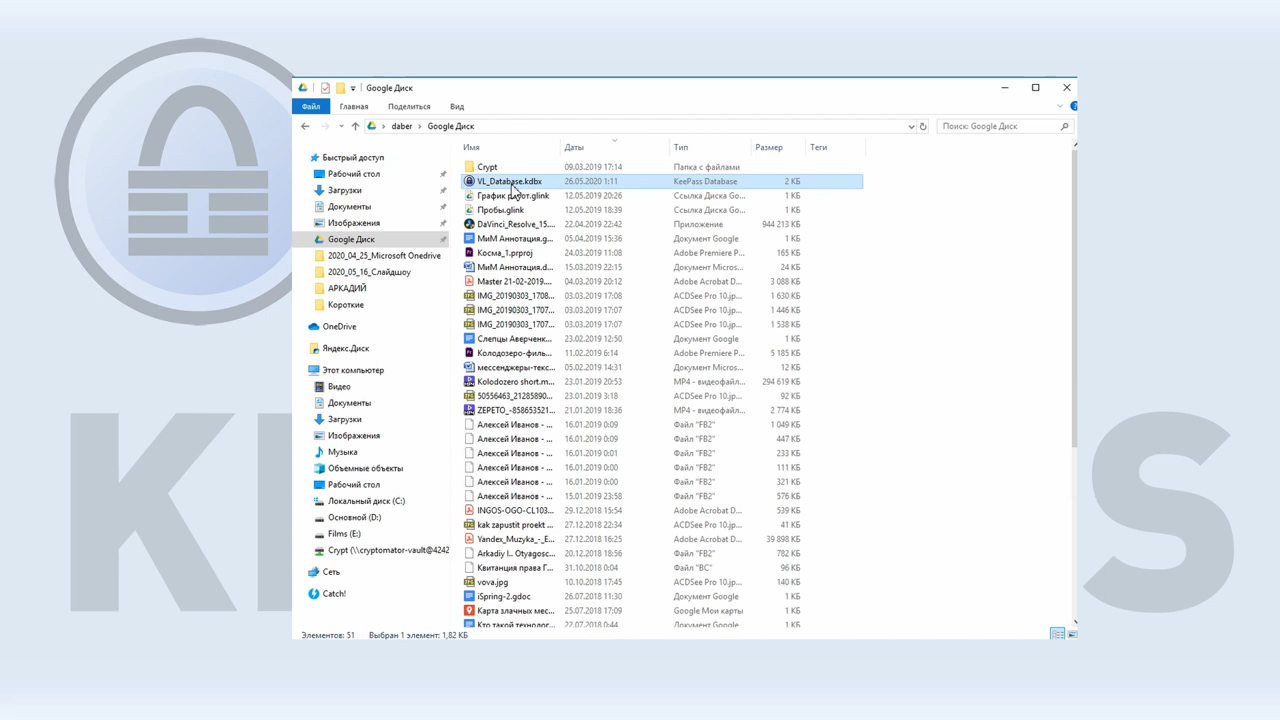 Google Диск
Файл Главная Поделиться Вид
daber Google Диск Поиск: Google Диск
Имя Даты Тип Размер Теги
Быстрый доступ
Рабочий стол
Загрузки
Документы
Изображения
Google Диск
2020_04_25_Microsoft Onedrive
2020_05_16_Слайдшоу
АРКАДИЙ
Короткие
OneDrive
Яндекс.Диск
Этот компьютер
Видео
Документы
Загрузки
Изображения
Музыка
Объемные объекты
Рабочий стол
Локальный диск (C:)
Основной (D:)
Films (E:)
Crypt (\\cryptomator-vault@4242
Сеть
Catch!
Crypt 09.03.2019 17:14 Папка с файлами
VL_Database.kdbx 26.05.2020 1:11 KeePass Database 2 КБ
График .glink 12.05.2019 20:26 Ссылка Диска Go... 1 КБ
Пробы.glink 12.05.2019 18:39 Ссылка Диска Go... 1 КБ
DaVinci_Resolve_15.... 22.04.2019 22:42 Приложение 944 213 КБ
МиМ Аннотация.g... 05.04.2019 15:36 Документ Google 1 КБ
Косма_1.prproj 24.03.2019 11:08 Adobe Premiere P... 165 КБ
МиМ Аннотация.d... 15.03.2019 22:15 Документ Micros... 24 КБ
Master 21-02-2019.... 04.03.2019 20:12 Adobe Acrobat D... 3 088 КБ
IMG_20190303_1708... 03.03.2019 17:08 ACDSee Pro 10.jp... 1 630 КБ
IMG_20190303_1707... 03.03.2019 17:07 ACDSee Pro 10.jp... 1 446 КБ
IMG_20190303_1707... 03.03.2019 17:07 ACDSee Pro 10.jp... 1 538 КБ
Слепцы Аверченк... 23.02.2019 12:50 Документ Google 1 КБ
Колодозеро-филь... 11.02.2019 6:14 Adobe Premiere P... 5 185 КБ
мессенджеры-текс... 05.02.2019 14:31 Документ Micros... 12 КБ
Kolodozero short.m... 23.01.2019 20:53 MP4 - видеофайл... 294 619 КБ
50556463_21285890... 23.01.2019 3:18 ACDSee Pro 10.jp... 92 КБ
ZEPETO_-858653521... 21.01.2019 18:36 MP4 - видеофайл... 2 774 КБ
Алексей Иванов - ... 16.01.2019 0:09 Файл "FB2" 1 049 КБ
Алексей Иванов - ... 16.01.2019 0:09 Файл "FB2" 447 КБ
Алексей Иванов - ... 16.01.2019 0:01 Файл "FB2" 233 КБ
Алексей Иванов - ... 16.01.2019 0:00 Файл "FB2" 111 КБ
Алексей Иванов - ... 16.01.2019 0:00 Файл "FB2" 321 КБ
Алексей Иванов - ... 15.01.2019 23:58 Файл "FB2" 576 КБ
INGOS-OGO-CL103... 29.12.2018 15:54 Adobe Acrobat D... 539 КБ
kak zapustit proekt ... 27.12.2018 22:34 ACDSee Pro 10.jp... 41 КБ
Yandex_Muzyka_-_E... 27.12.2018 16:25 Adobe Acrobat D... 39 898 КБ
Arkadiy I.. Otyagosc... 20.12.2018 18:56 Файл "FB2" 782 КБ
Квитанция права Г... 31.10.2018 0:04 Файл "BC" 96 КБ
vova.jpg 10.10.2018 17:45 ACDSee Pro 10.jp... 140 КБ
iSpring-2.gdoc 26.07.2018 11:30 Документ Google 1 КБ
Карта злачных мес... 25.07.2018 17:09 Google Мои карты 1 КБ
Кто такой технолог... 22.07.2018 0:44 Документ Google 1 КБ
Элементов: 51 Выбран 1 элемент: 1,82 КБ